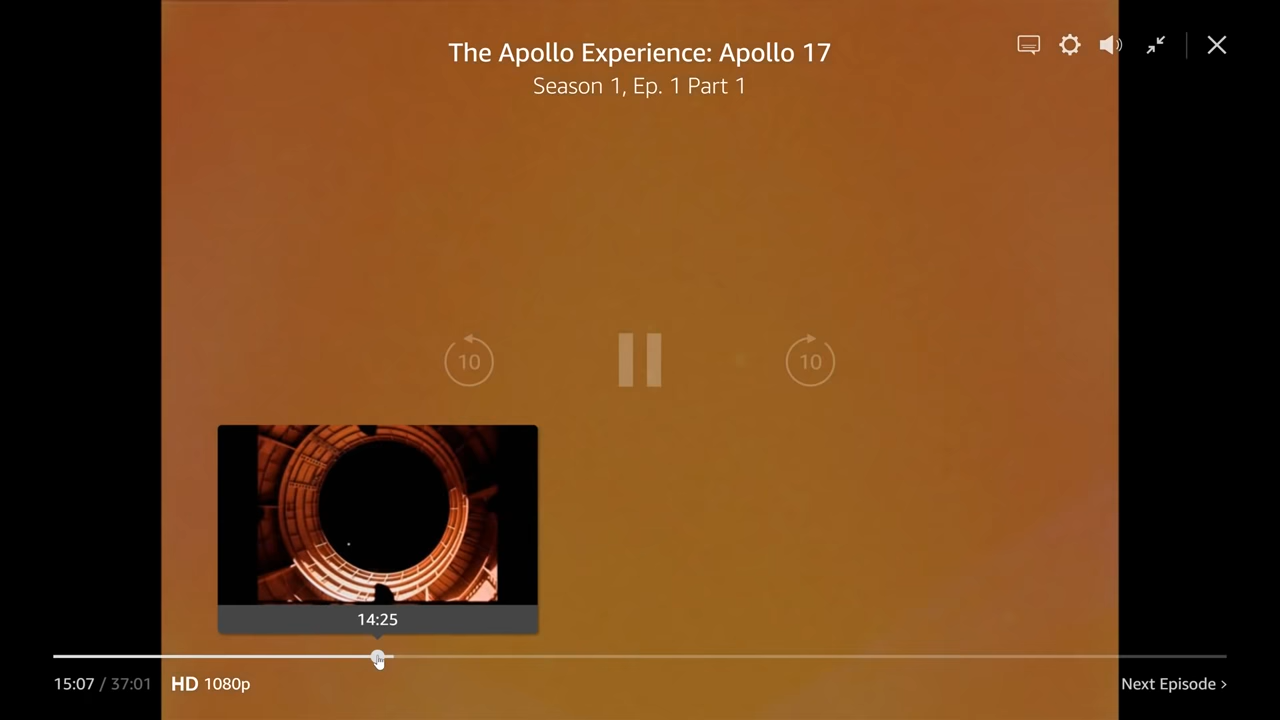 The Apollo Experience: Apollo 17
Season 1, Ep. 1 Part 1
10
10
14:25
15:07 / 37:01 HD 1080p
Next Episode >